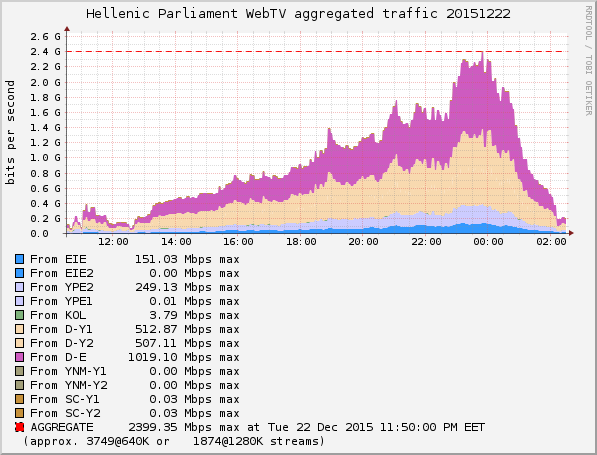 Hellenic Parliament WebTV aggregated traffic 20151222
RRDTOOL / TOBI OETIKER
bits per second
2.6 G
2.4 G
2.2 G
2.0 G
1.8 G
1.6 G
1.4 G
1.2 G
1.0 G
0.8 G
0.6 G
0.4 G
0.2 G
0.0
12:00 14:00 16:00 18:00 20:00 22:00 00:00 02:00
From EIE 151.03 Mbps max
From EIE2 0.00 Mbps max
From YPE2 249.13 Mbps max
From YPE1 0.01 Mbps max
From KOL 3.79 Mbps max
From D-Y1 512.87 Mbps max
From D-Y2 507.11 Mbps max
From D-E 1019.10 Mbps max
From YNM-Y1 0.00 Mbps max
From YNM-Y2 0.00 Mbps max
From SC-Y1 0.03 Mbps max
From SC-Y2 0.03 Mbps max
AGGREGATE 2399.35 Mbps max at Tue 22 Dec 2015 11:50:00 PM EET
(approx. 3749@640K or 1874@1280K streams)